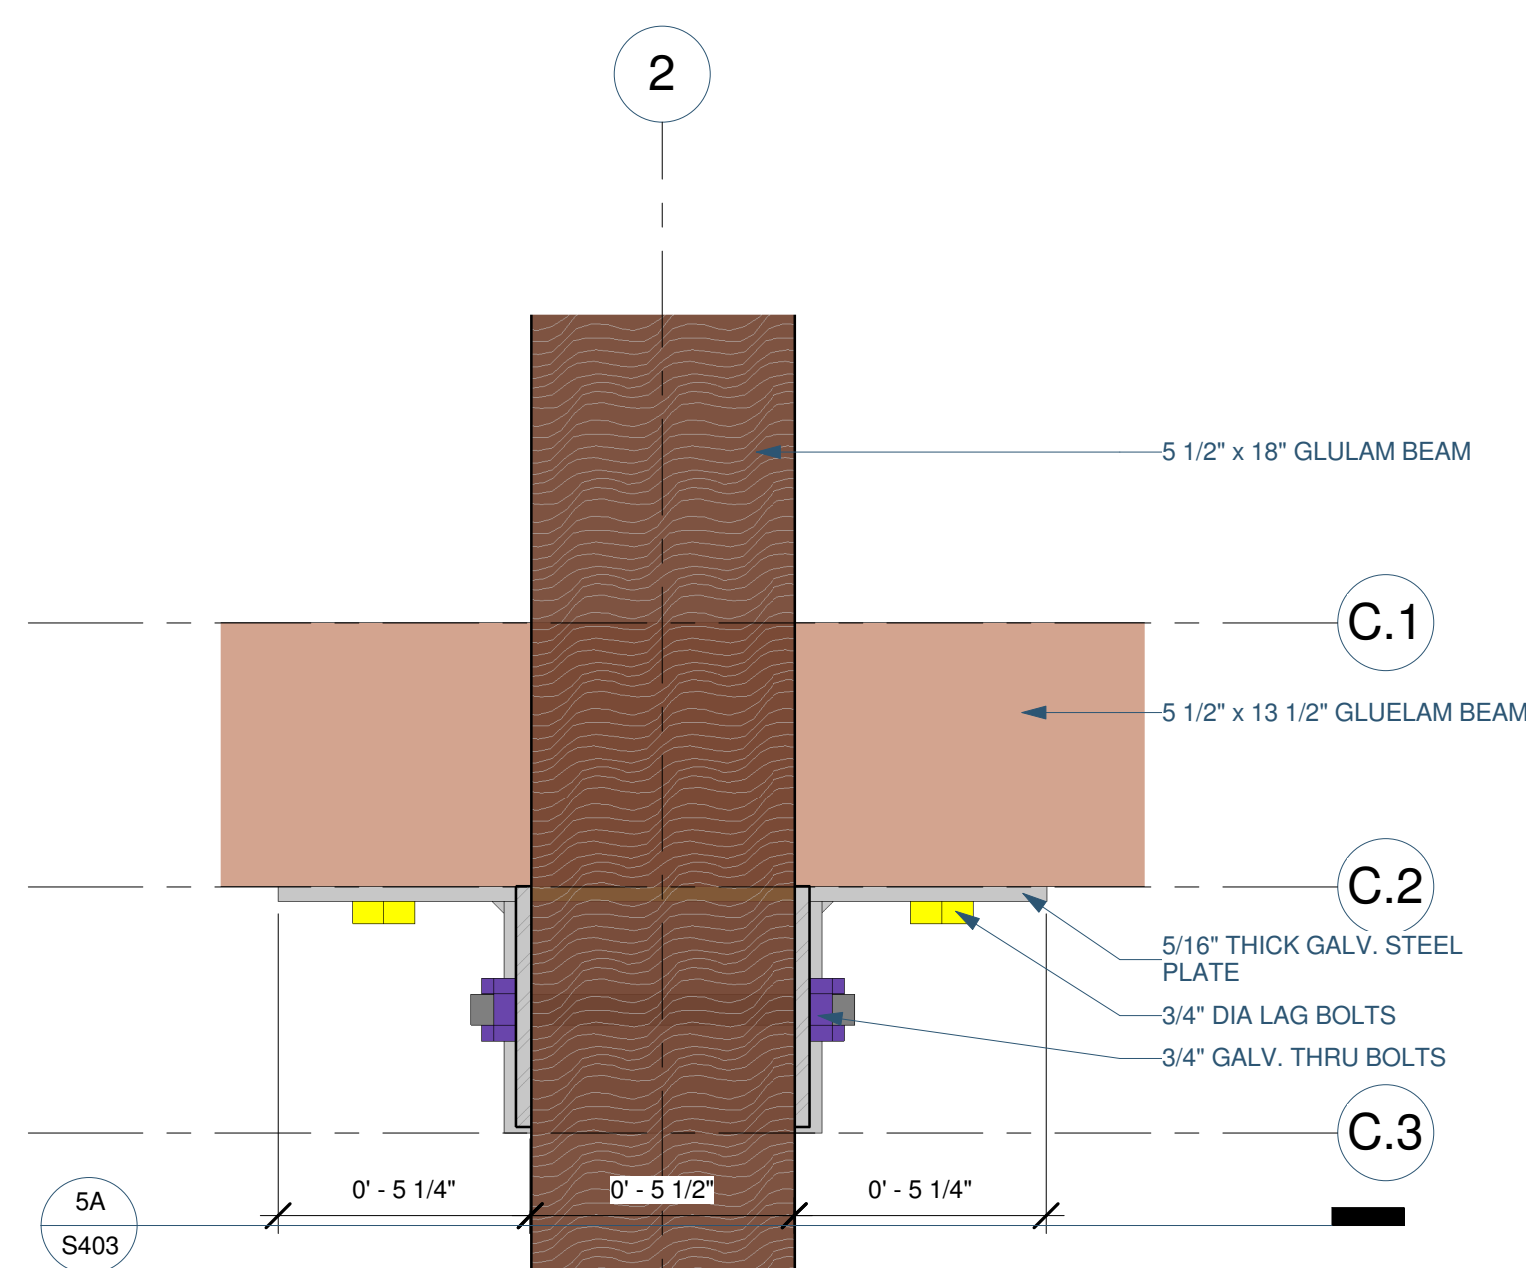 2
5 1/2" x 18" GLULAM BEAM
C.1
5 1/2" x 13 1/2" GLUELAM BEAM
C.2
5/16" THICK GALV. STEEL
PLATE
3/4" DIA LAG BOLTS
3/4" GALV. THRU BOLTS
C.3
0' - 5 1/4"
0' - 5 1/2"
0' - 5 1/4"
5A
S403